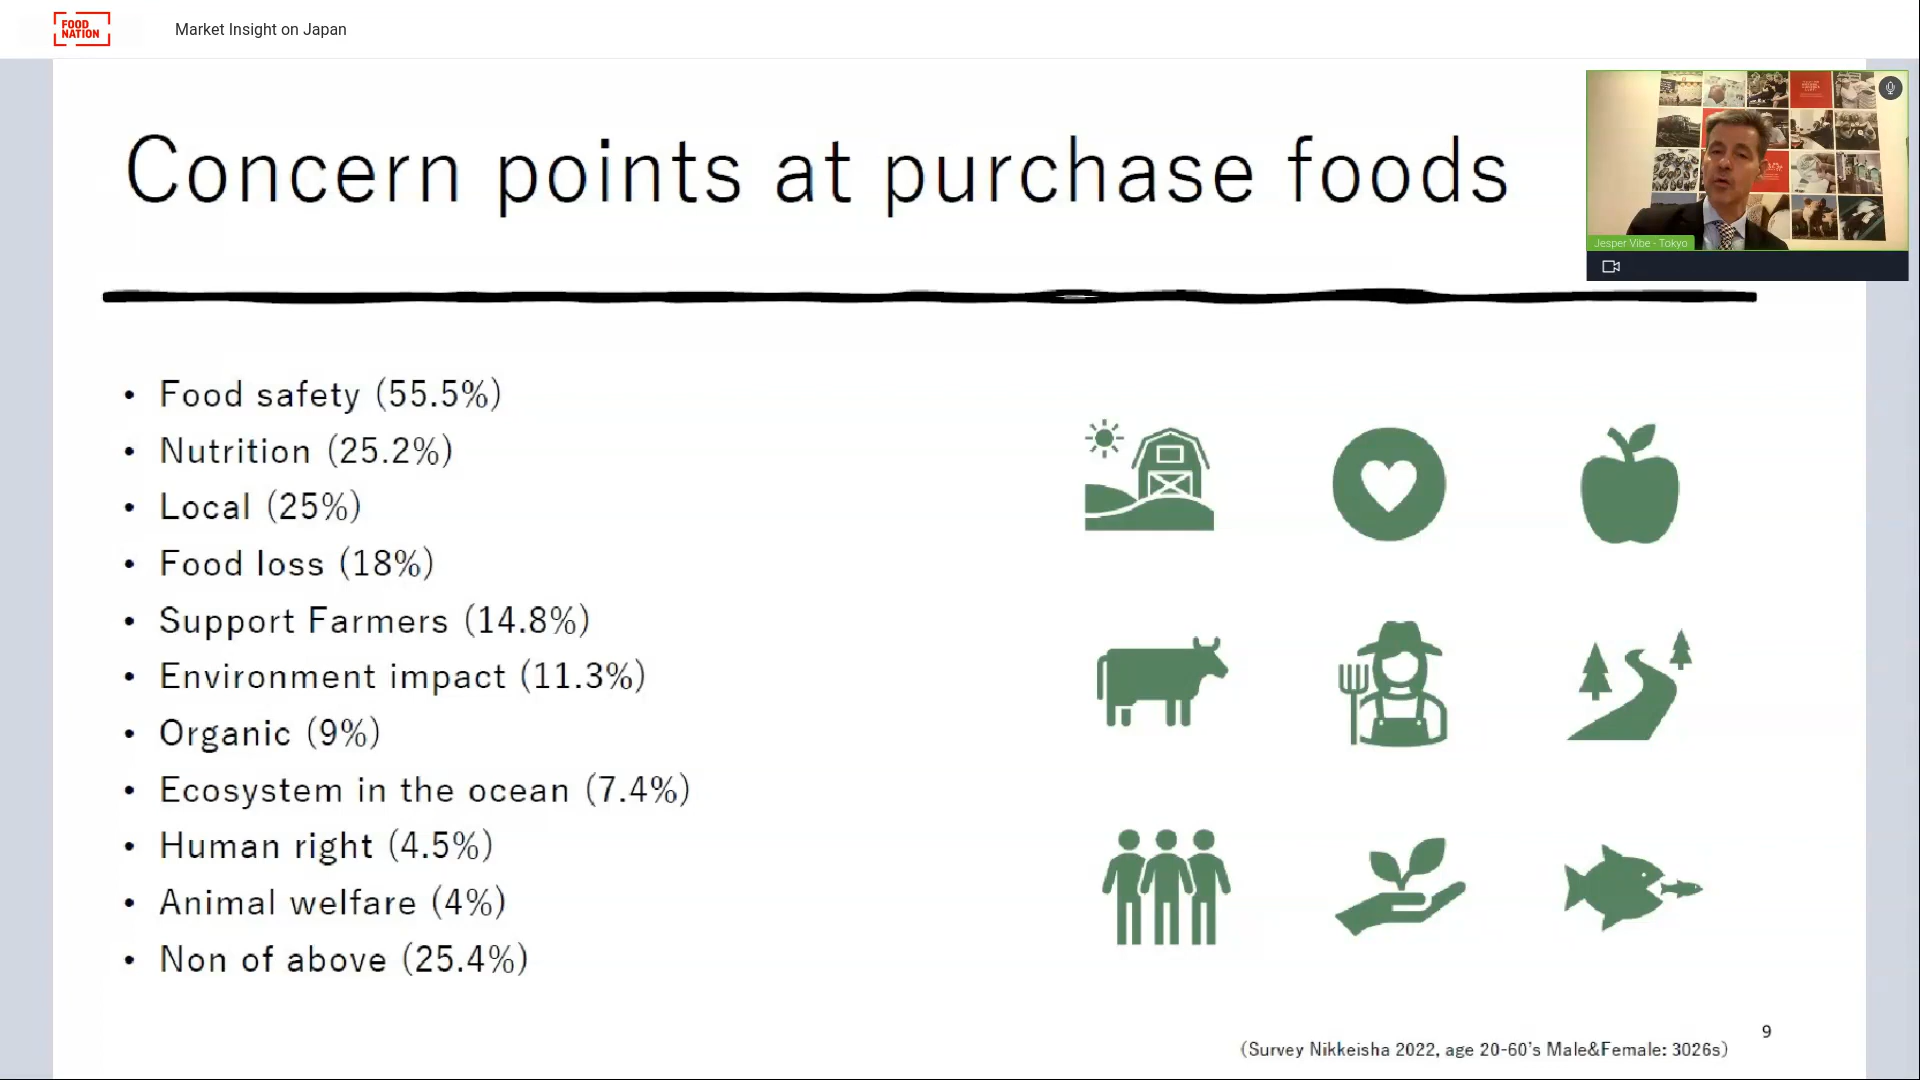 FOOD
NATION
Market Insight on Japan
Concern points at purchase foods
Jesper Vibe - Tokyo
• Food safety (55.5%)
• Nutrition (25.2%)
• Local (25%)
• Food loss (18%)
• Support Farmers (14.8%)
• Environment impact (11.3%)
• Organic (9%)
• Ecosystem in the ocean (7.4%)
• Human right (4.5%)
• Animal welfare (4%)
• Non of above (25.4%)
9
(Survey Nikkeisha 2022, age 20-60's Male&Female: 3026s)